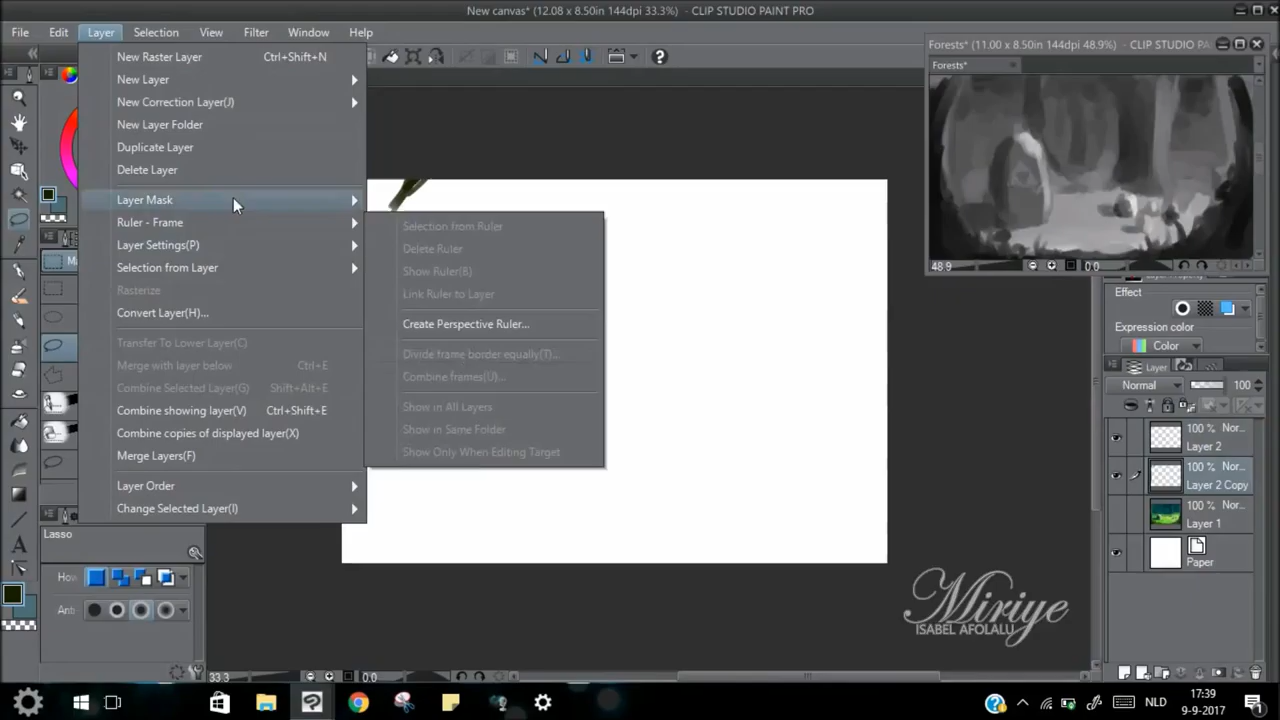 New canvas* (12.08 x 8.50in 144dpi 33.3%) - CLIP STUDIO PAINT PRO
File Edit Layer Selection View Filter Window Help
Forests* (11.00 x 8.50in 144dpi 48.9%) - CLIP STUDIO PAINT PRO
Forests*
48.9
0.0
New Raster Layer Ctrl+Shift+N
New Layer
New Correction Layer(J)
New Layer Folder
Duplicate Layer
Delete Layer
Layer Mask
Ruler - Frame
Layer Settings(P)
Selection from Layer
Rasterize
Convert Layer(H)...
Transfer To Lower Layer(C)
Merge with layer below Ctrl+E
Combine Selected Layer(G) Shift+Alt+E
Combine showing layer(V) Ctrl+Shift+E
Combine copies of displayed layer(X)
Merge Layers(F)
Layer Order
Change Selected Layer(I)
Selection from Ruler
Delete Ruler
Show Ruler(B)
Link Ruler to Layer
Create Perspective Ruler...
Divide frame border equally(T)...
Combine frames(U)...
Show in All Layers
Show in Same Folder
Show Only When Editing Target
Effect
Expression color
Color
Layer
Normal 100
100 % Nor...
Layer 2
100 % Nor...
Layer 2 Copy
100 % Nor...
Layer 1
Paper
Lasso
How
Anti
33.3
0.0
Miriye
ISABEL AFOLALU
NLD
17:39
9-9-2017